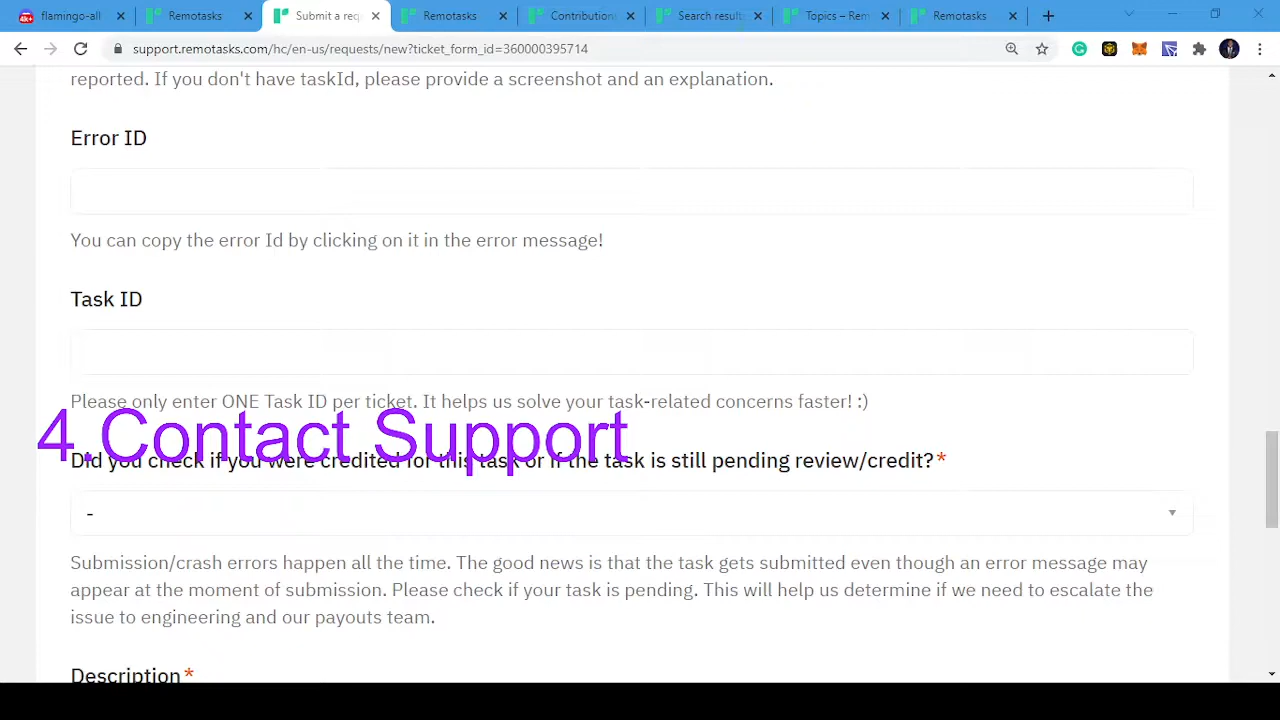 flamingo-all
Remotasks
Submit a req
Remotasks
Contribution
Search results
Topics – Rem
Remotasks
support.remotasks.com/hc/en-us/requests/new?ticket_form_id=360000395714
reported. If you don't have taskId, please provide a screenshot and an explanation.
Error ID
You can copy the error Id by clicking on it in the error message!
Task ID
Please only enter ONE Task ID per ticket. It helps us solve your task-related concerns faster! :)
4.Contact Support
Did you check if you were credited for this task or if the task is still pending review/credit?*
-
Submission/crash errors happen all the time. The good news is that the task gets submitted even though an error message may
appear at the moment of submission. Please check if your task is pending. This will help us determine if we need to escalate the
issue to engineering and our payouts team.
Description*